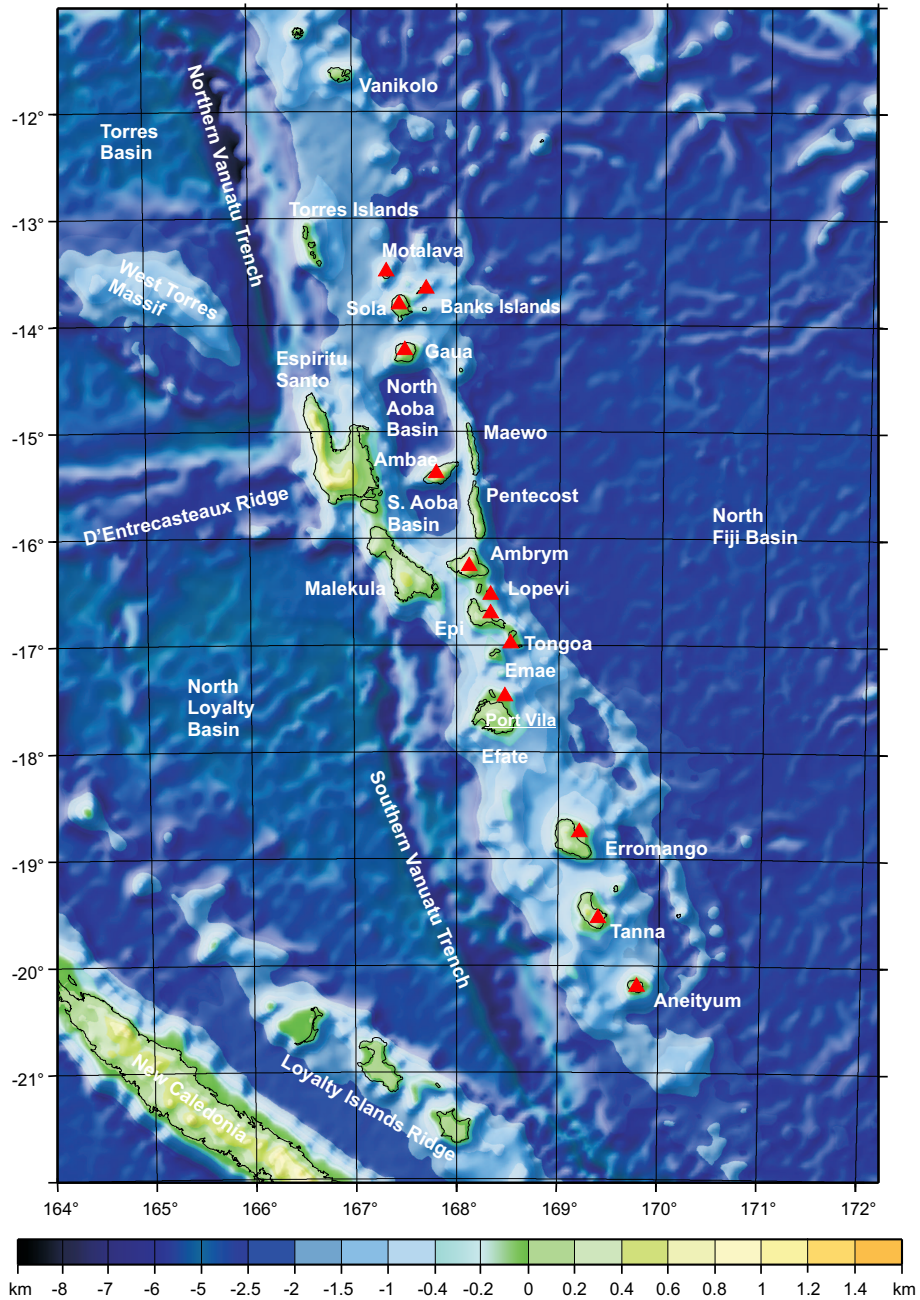 Vanikolo
-12°
Torres
Basin
Northern Vanuatu Trench
-13°
Torres Islands
Motalava
West Torres
Massif
Sola
Banks Islands
-14°
Espiritu
Santo
Gaua
North
Aoba
Basin
-15°
Maewo
Ambae
S. Aoba
Basin
Pentecost
D'Entrecasteaux Ridge
North
Fiji Basin
-16°
Ambrym
Malekula
Lopevi
Epi
-17°
Tongoa
Emae
North
Loyalty
Basin
Port Vila
-18°
Efate
Southern Vanuatu Trench
-19°
Erromango
Tanna
-20°
Aneityum
-21°
New Caledonia
Loyalty Islands Ridge
164° 165° 166° 167° 168° 169° 170° 171° 172°
km -8 -7 -6 -5 -2.5 -2 -1.5 -1 -0.4 -0.2 0 0.2 0.4 0.6 0.8 1 1.2 1.4 km